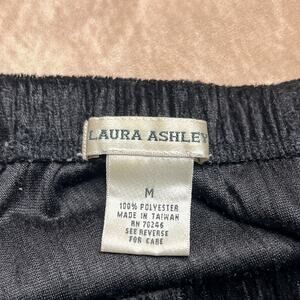 LAURA ASHLEY
M
100% POLYESTER
MADE IN TAIWAN
RN 70246
SEE REVERSE
FOR CARE